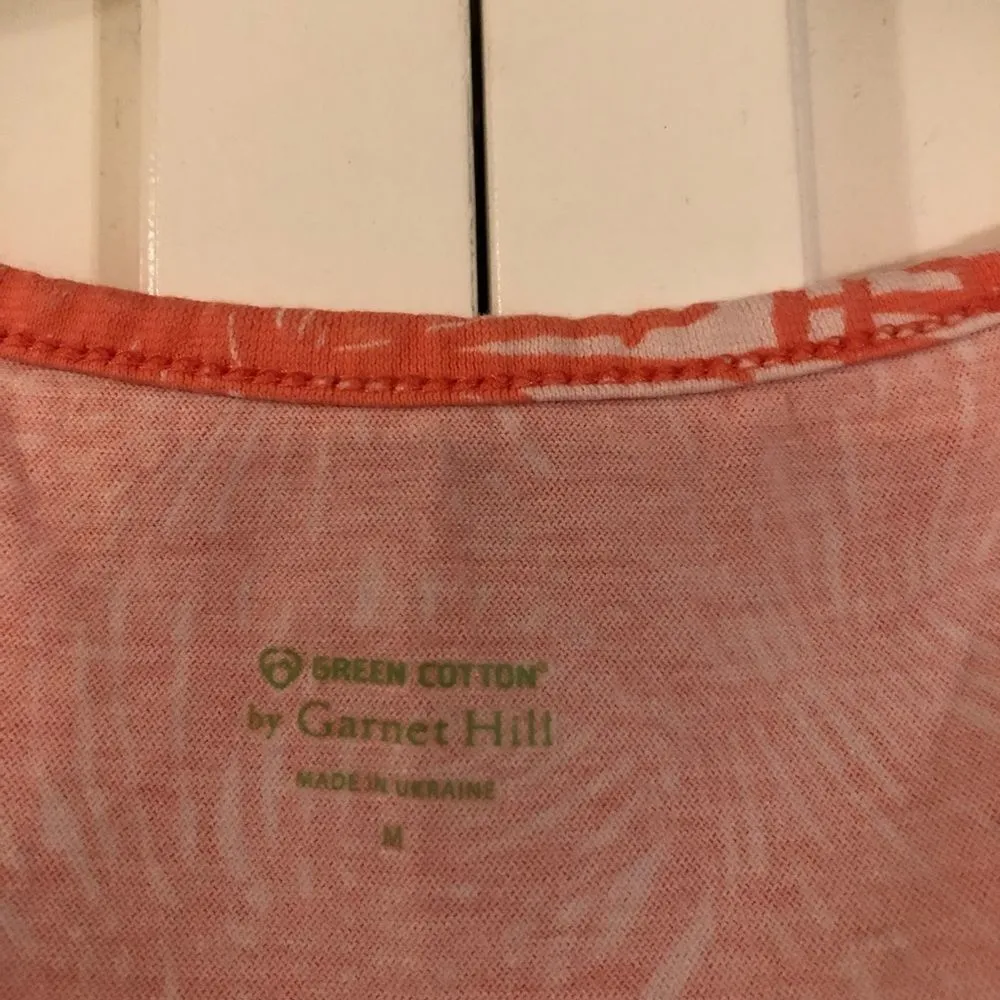 GREEN COTTON®
by Garnet Hill
MADE IN UKRAINE
M